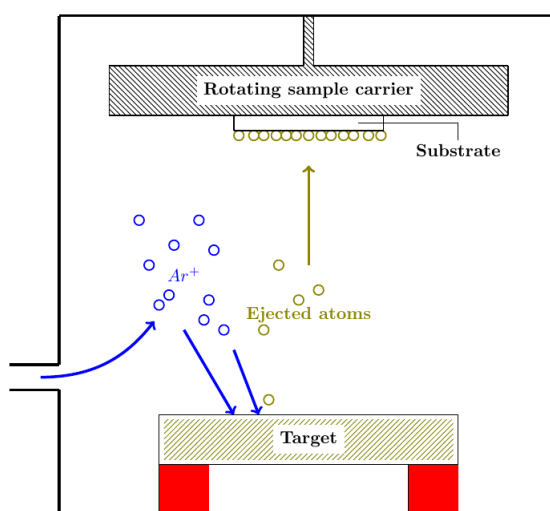 Rotating sample carrier
Substrate
Ar⁺
Ejected atoms
Target